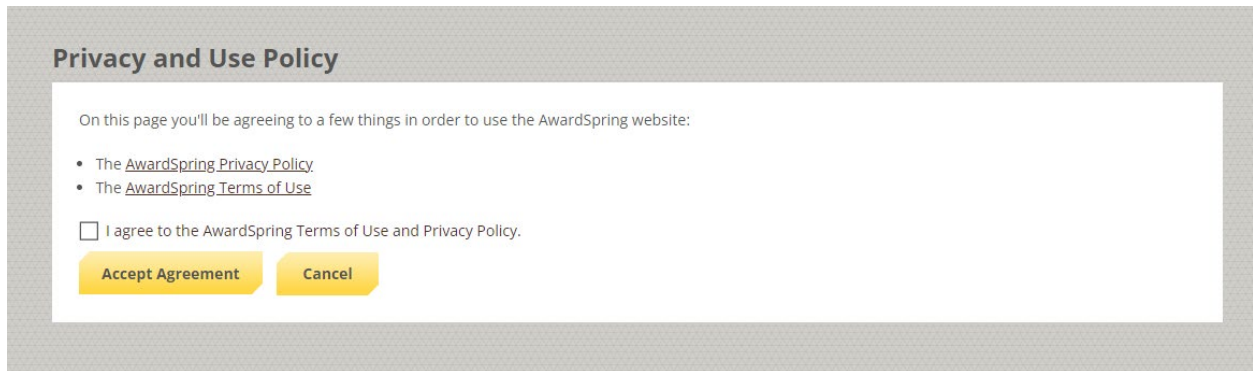 Privacy and Use Policy
On this page you'll be agreeing to a few things in order to use the AwardSpring website:
• The AwardSpring Privacy Policy
• The AwardSpring Terms of Use
I agree to the AwardSpring Terms of Use and Privacy Policy.
Accept Agreement Cancel